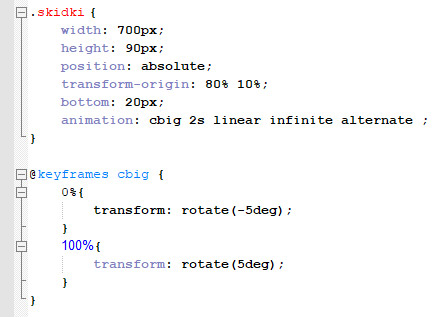 .skidki {
width: 700px;
height: 90px;
position: absolute;
transform-origin: 80% 10%;
bottom: 20px;
animation: cbig 2s linear infinite alternate ;
}
@keyframes cbig {
0%{
transform: rotate(-5deg);
}
100%{
transform: rotate(5deg);
}
}